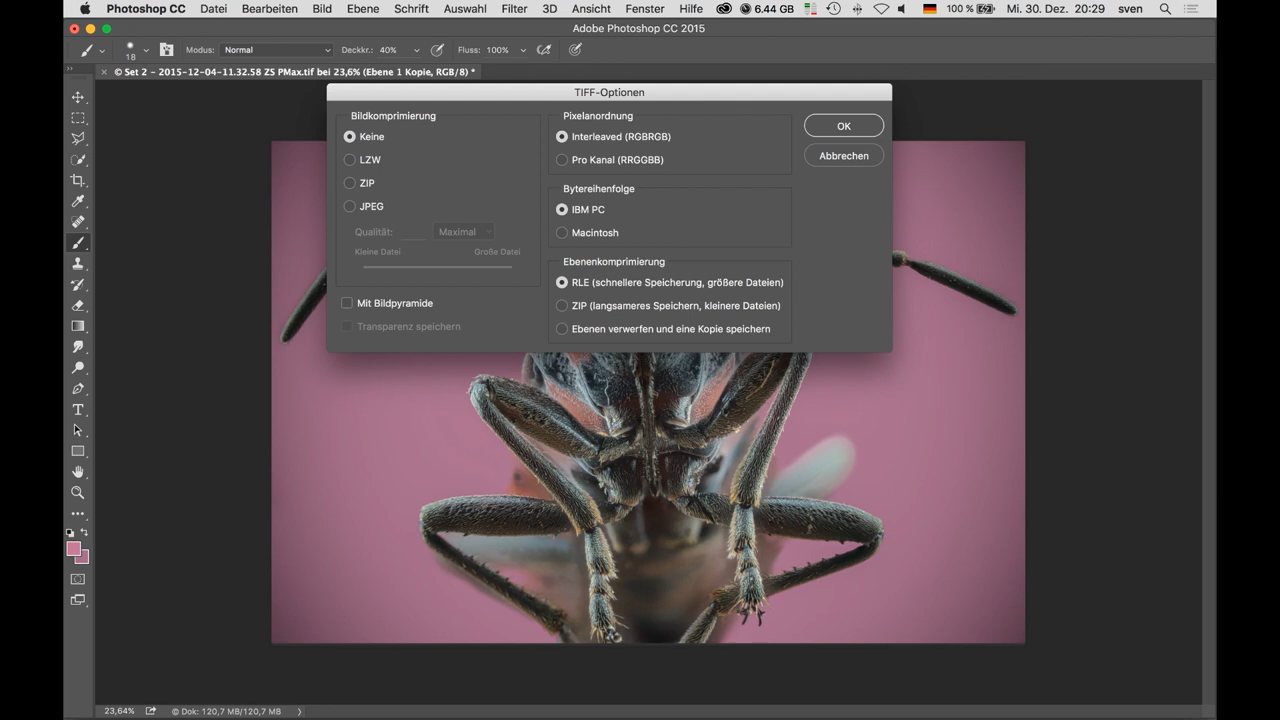 Photoshop CC Datei Bearbeiten Bild Ebene Schrift Auswahl Filter 3D Ansicht Fenster Hilfe 6.44 GB 100 % Mi. 30. Dez. 20:29 sven
Adobe Photoshop CC 2015
18 Modus: Normal Deckkr.: 40% Fluss: 100%
© Set 2 - 2015-12-04-11.32.58 ZS PMax.tif bei 23,6% (Ebene 1 Kopie, RGB/8) *
TIFF-Optionen
Bildkomprimierung
Keine
LZW
ZIP
JPEG
Qualität: Maximal
Kleine Datei Große Datei
Mit Bildpyramide
Transparenz speichern
Pixelanordnung
Interleaved (RGBRGB)
Pro Kanal (RRGGBB)
Bytereihenfolge
IBM PC
Macintosh
Ebenenkomprimierung
RLE (schnellere Speicherung, größere Dateien)
ZIP (langsameres Speichern, kleinere Dateien)
Ebenen verwerfen und eine Kopie speichern
OK
Abbrechen
23,64% © Dok: 120,7 MB/120,7 MB